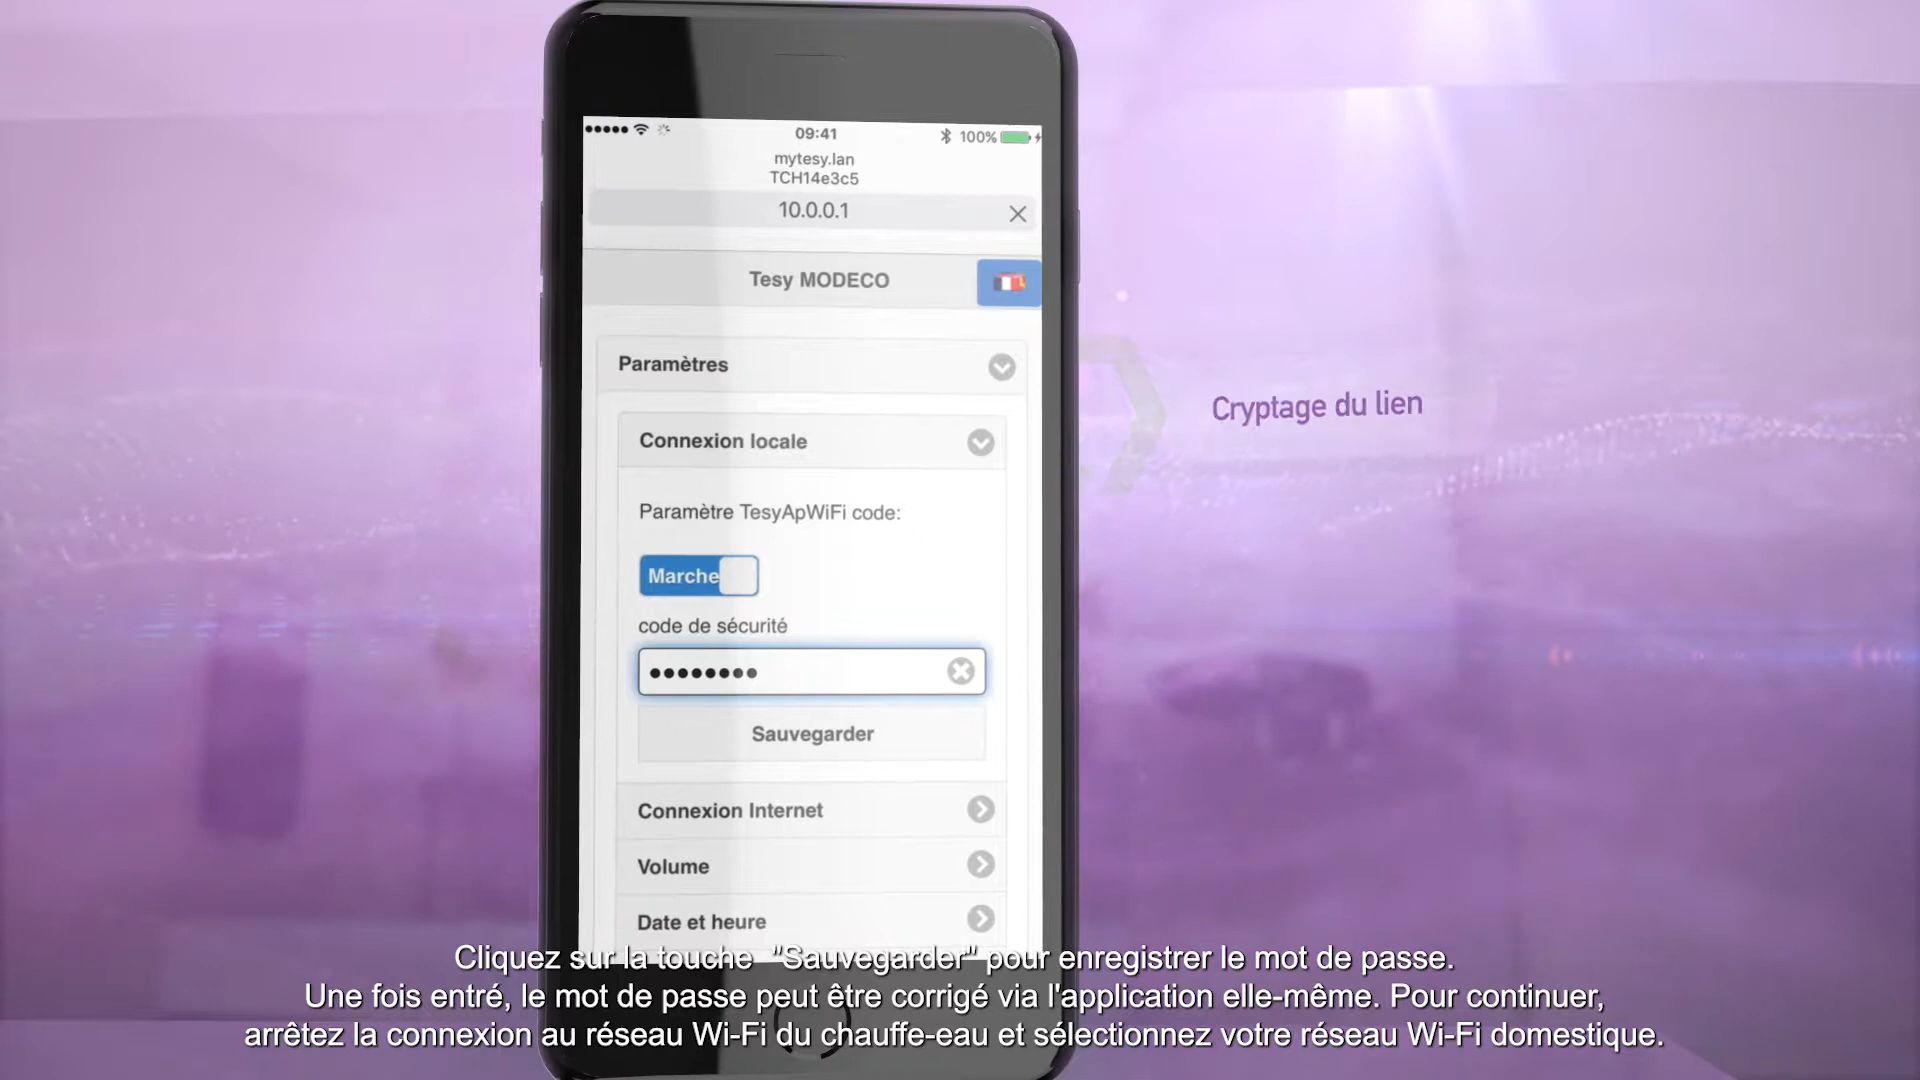 09:41
100%
mytesy.lan
TCH14e3c5
10.0.0.1
Tesy MODECO
Paramètres
Connexion locale
Paramètre TesyApWiFi code:
Marche
code de sécurité
Sauvegarder
Connexion Internet
Volume
Date et heure
Cryptage du lien
Cliquez sur la touche "Sauvegarder" pour enregistrer le mot de passe.
Une fois entré, le mot de passe peut être corrigé via l'application elle-même. Pour continuer,
arrêtez la connexion au réseau Wi-Fi du chauffe-eau et sélectionnez votre réseau Wi-Fi domestique.